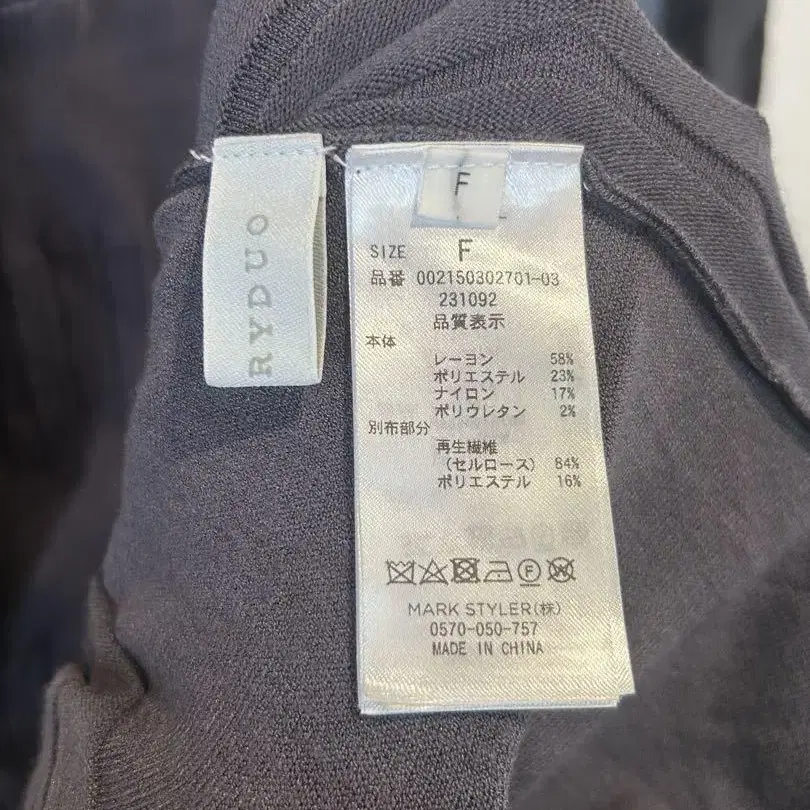 RYDUO
F
SIZE F
品番 002150302701-03
231092
品質表示
本体
レーヨン 58%
ポリエステル 23%
ナイロン 17%
ポリウレタン 2%
別布部分
再生繊維
(セルロース) 84%
ポリエステル 16%
MARK STYLER(株)
0570-050-757
MADE IN CHINA